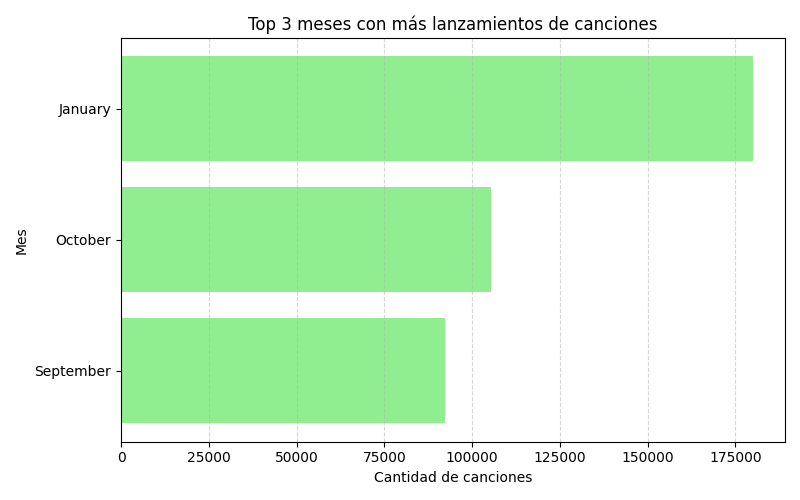 Top 3 meses con más lanzamientos de canciones
January
October
September
Mes
0 25000 50000 75000 100000 125000 150000 175000
Cantidad de canciones